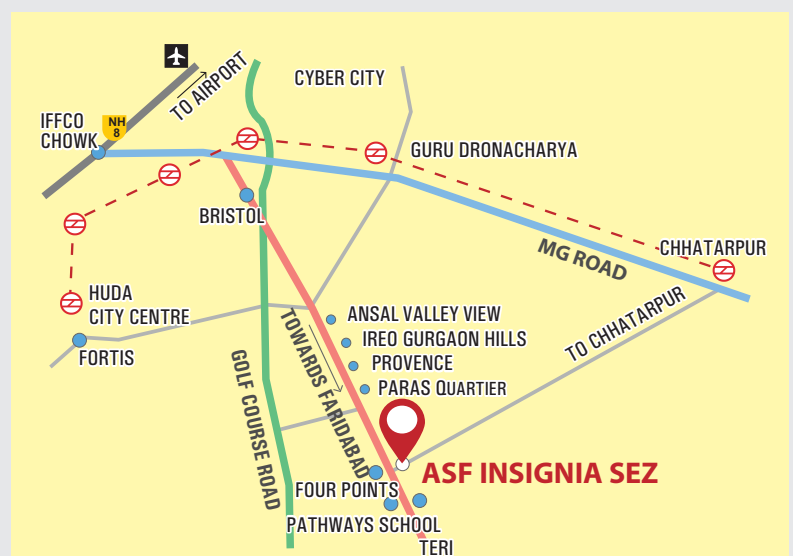 TO AIRPORT
CYBER CITY
IFFCO
CHOWK
NH
8
GURU DRONACHARYA
BRISTOL
MG ROAD
CHHATARPUR
HUDA
CITY CENTRE
FORTIS
ANSAL VALLEY VIEW
IREO GURGAON HILLS
PROVENCE
PARAS QUARTIER
TO CHHATARPUR
TOWARDS FARIDABAD
GOLF COURSE ROAD
ASF INSIGNIA SEZ
FOUR POINTS
PATHWAYS SCHOOL
TERI